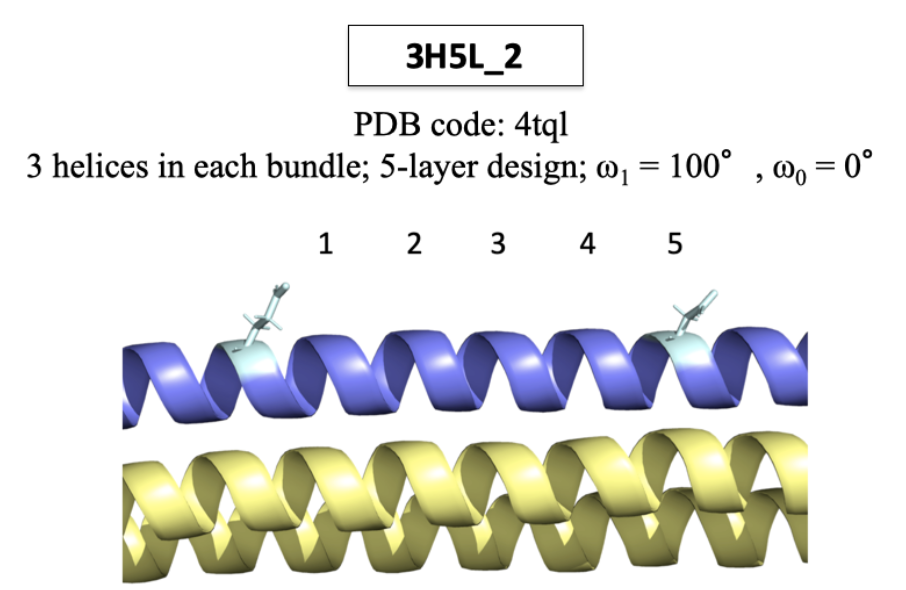 3H5L_2
PDB code: 4tql
3 helices in each bundle; 5-layer design; ω₁ = 100° , ω₀ = 0°
1 2 3 4 5